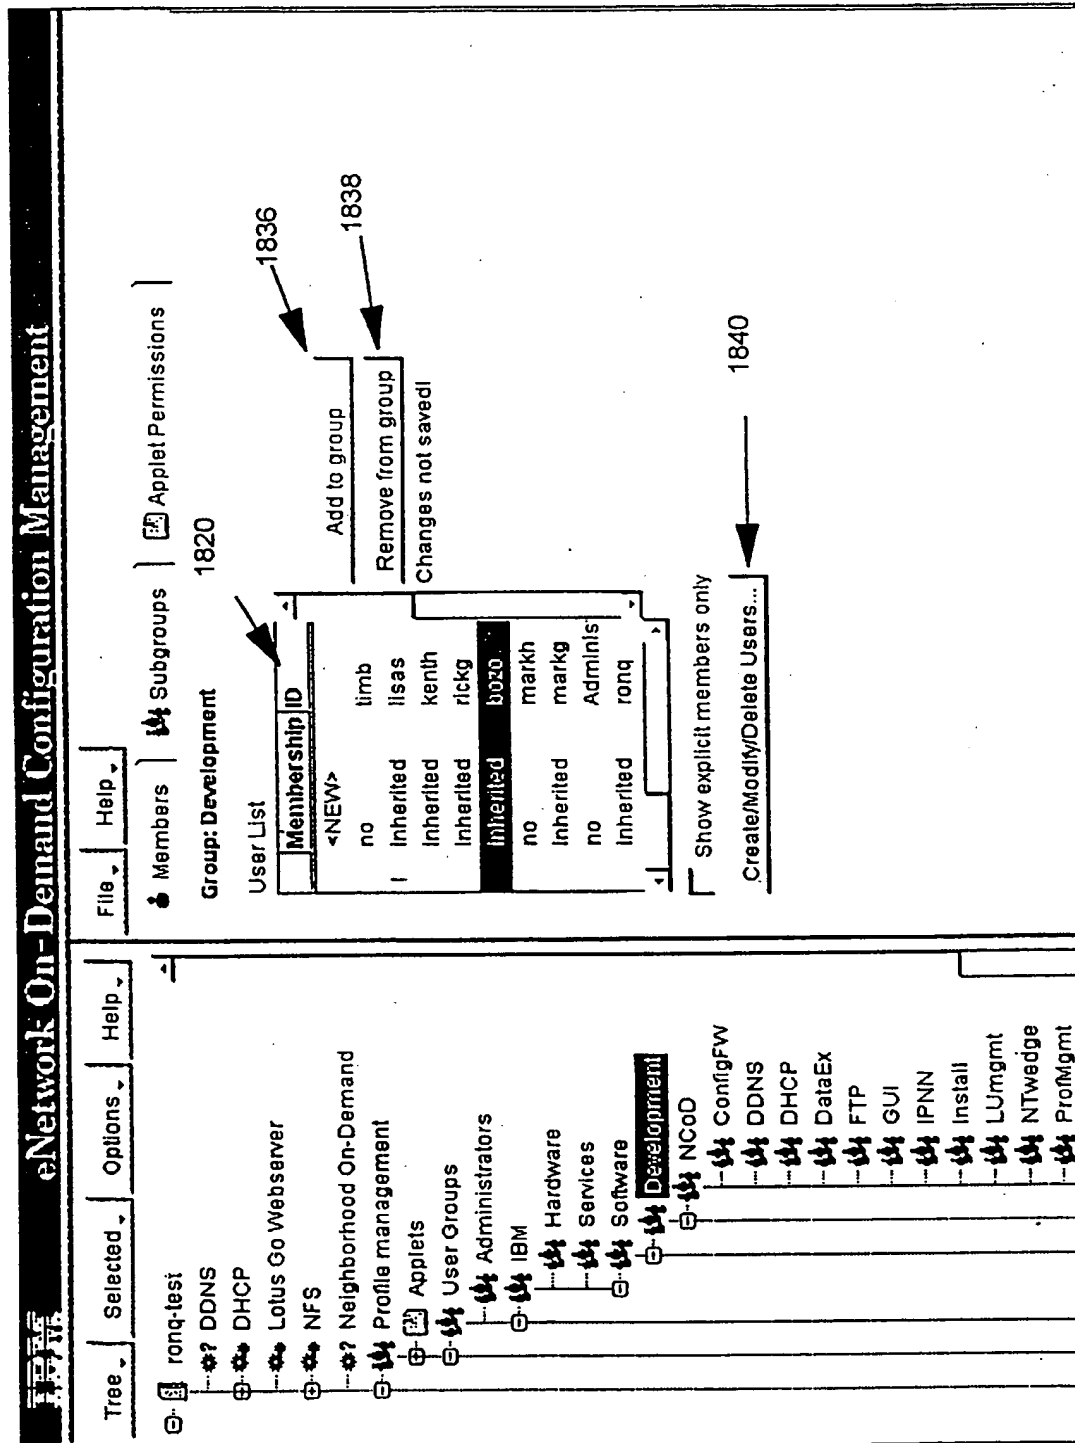 IBM eNetwork On-Demand Configuration Management
Tree Selected Options Help
ronq-test
? DDNS
DHCP
Lotus Go Webserver
NFS
? Neighborhood On-Demand
Profile management
Applets
User Groups
Administrators
IBM
Hardware
Services
Software
Development
NCoD
ConfigFW
DDNS
DHCP
DataEx
FTP
GUI
IPNN
Install
LUmgmt
NTwedge
ProfMgmt
File Help
Members Subgroups Applet Permissions
Group: Development
1820
User List
Membership ID
<NEW>
no timb
Inherited lisas
Inherited kenth
Inherited rickg
Inherited bozo
no markh
Inherited markg
no Adminis
Inherited ronq
Add to group
1836
Remove from group
1838
Changes not saved!
Show explicit members only
Create/Modify/Delete Users...
1840